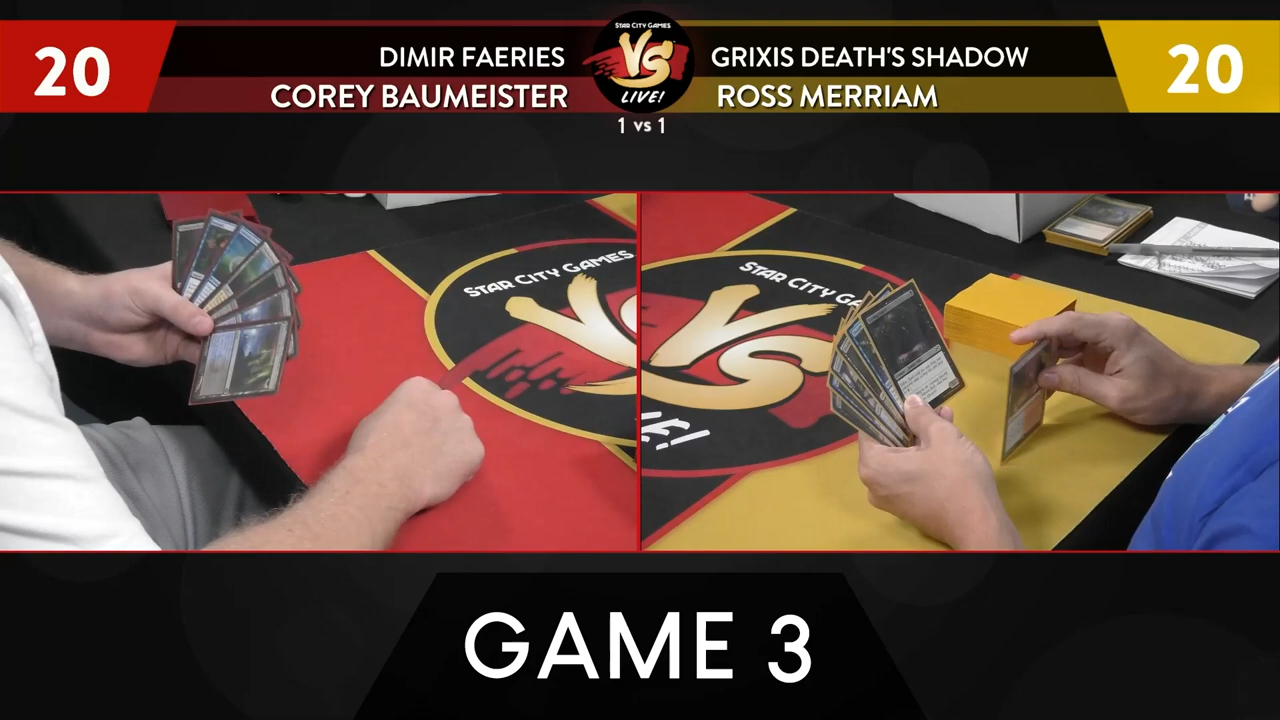 20
DIMIR FAERIES
COREY BAUMEISTER
STAR CITY GAMES
VS
LIVE!
GRIXIS DEATH'S SHADOW
ROSS MERRIAM
20
1 vs 1
STAR CITY GAMES
VS
STAR CITY GA
VS
VE!
GAME 3